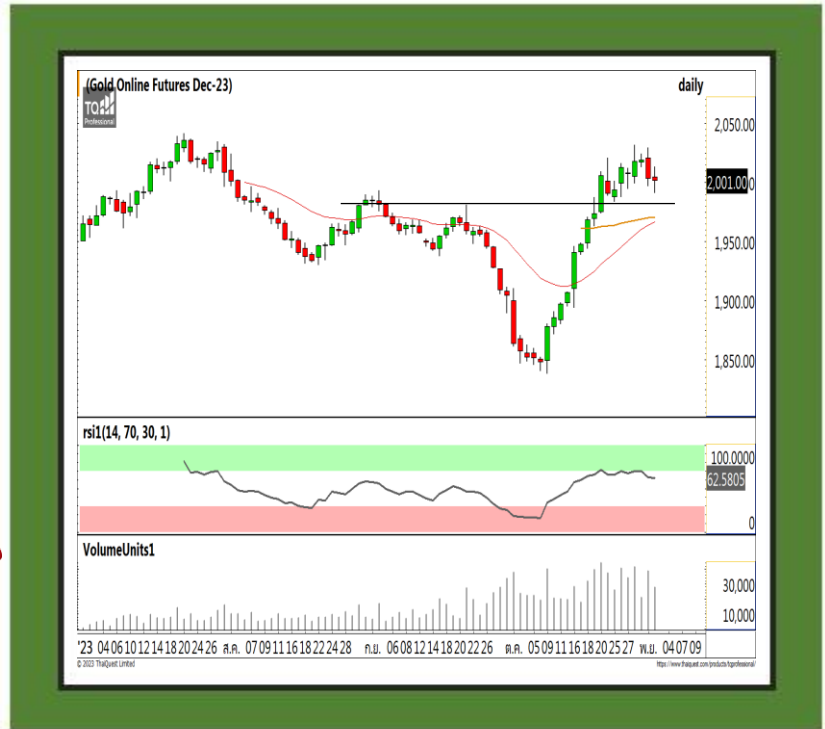 (Gold Online Futures Dec-23)
daily
TQ
Professional
2,050.00
2,001.00
1,950.00
1,900.00
1,850.00
rsi1(14, 70, 30, 1)
100.0000
62.5805
0
VolumeUnits1
30,000
10,000
'23 04 06 10 12 14 18 20 24 26 ส.ค. 07 09 11 16 18 22 24 28 ก.ย. 06 08 12 14 18 20 22 26 ต.ค. 05 09 11 16 18 20 25 27 พ.ย. 04 07 09
© 2023 ThaiQuest Limited
https://www.thaiquest.com/products/tqprofessional/